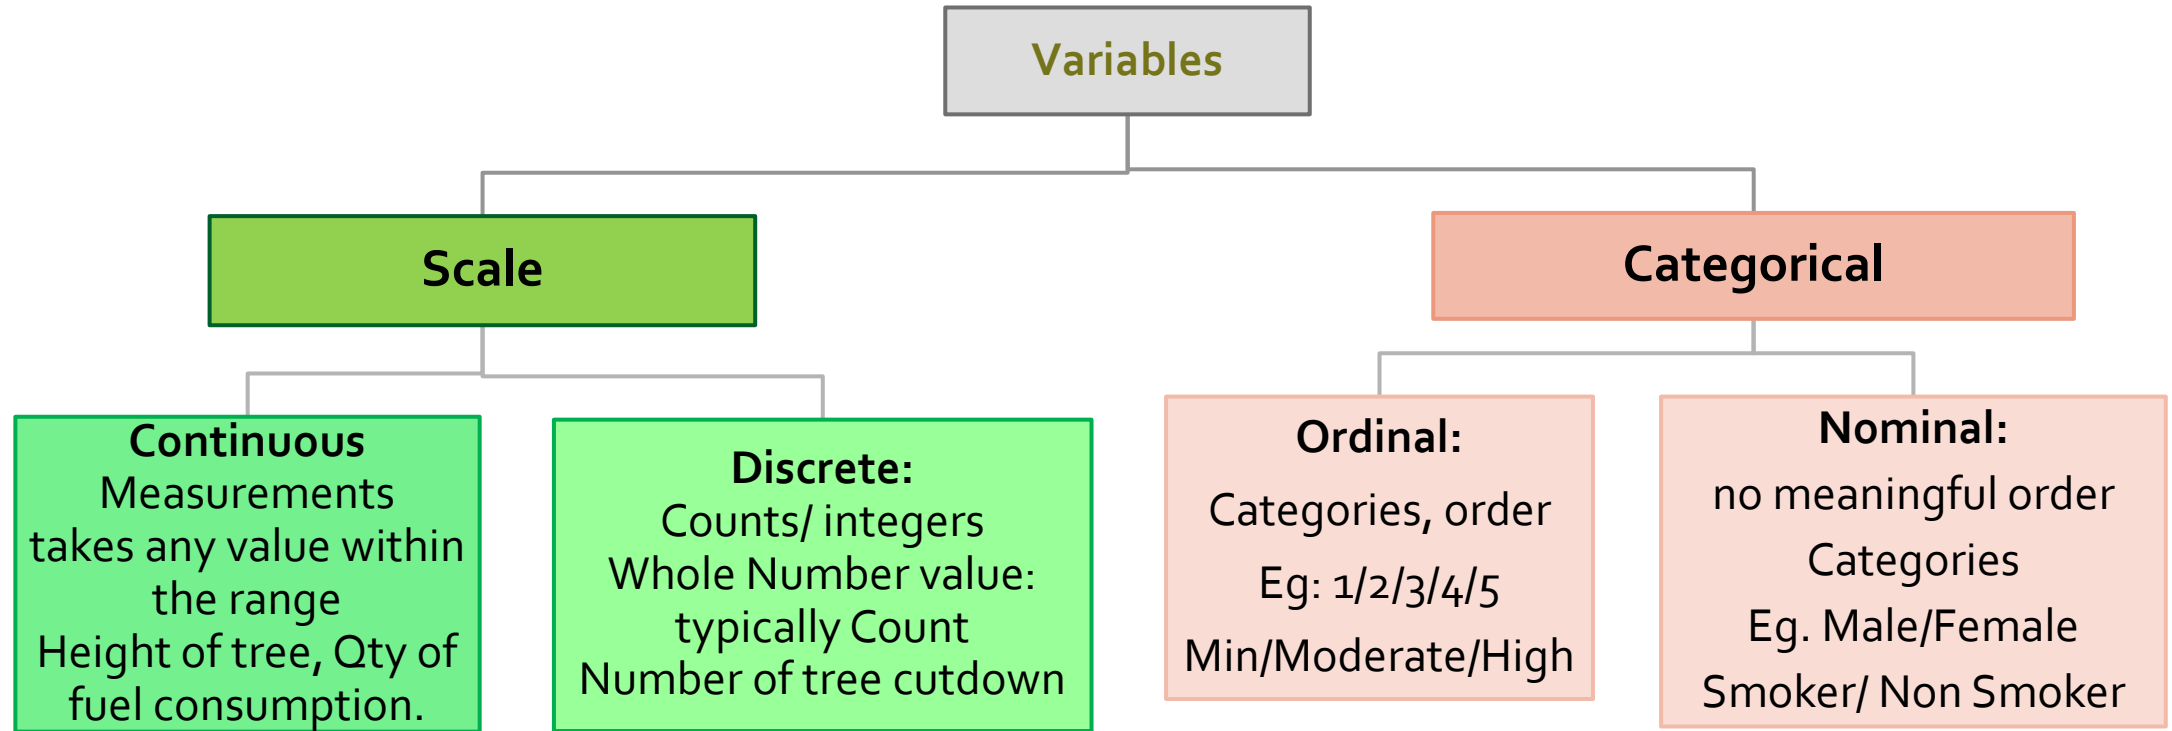 Variables
Scale
Categorical
Continuous
Measurements
takes any value within
the range
Height of tree, Qty of
fuel consumption.
Discrete:
Counts/ integers
Whole Number value:
typically Count
Number of tree cutdown
Ordinal:
Categories, order
Eg: 1/2/3/4/5
Min/Moderate/High
Nominal:
no meaningful order
Categories
Eg. Male/Female
Smoker/ Non Smoker